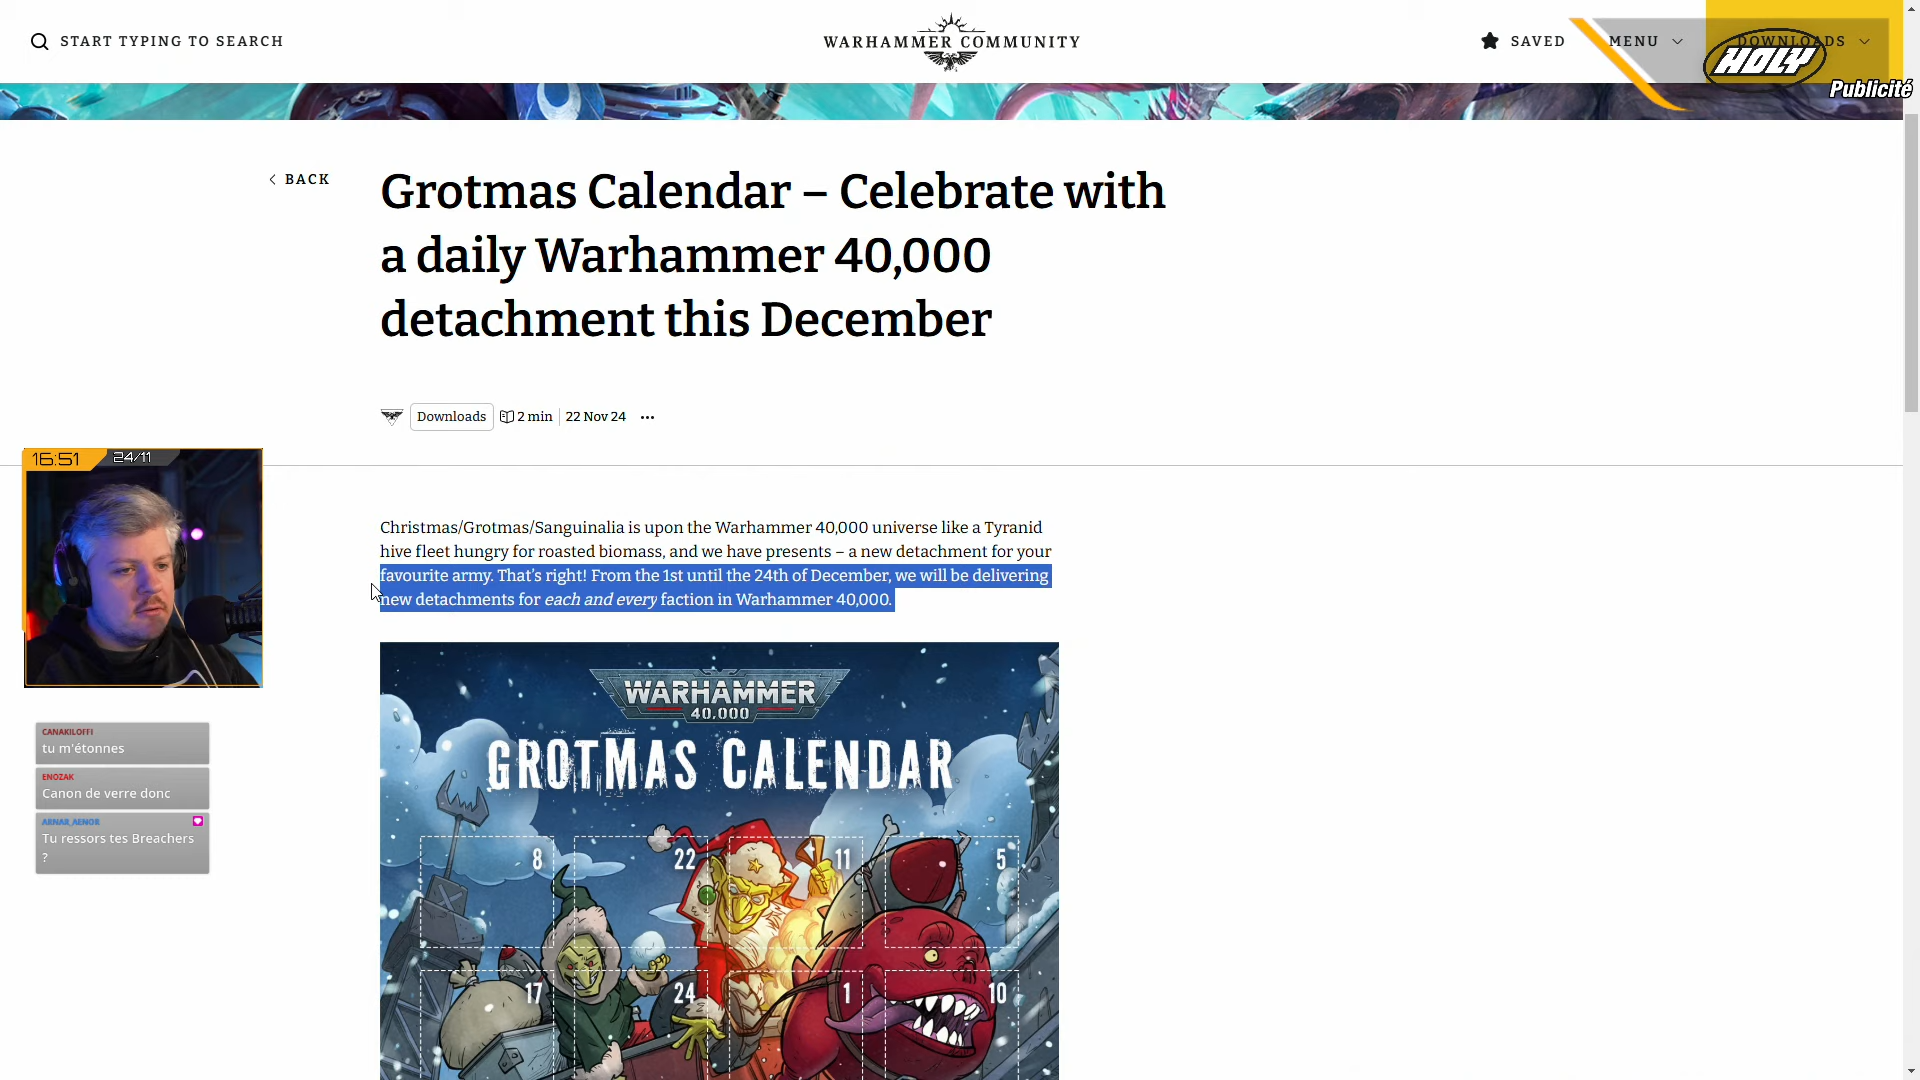 START TYPING TO SEARCH
WARHAMMER COMMUNITY
SAVED
MENU
DOWNLOADS
HOLY
Publicité
BACK
Grotmas Calendar – Celebrate with
a daily Warhammer 40,000
detachment this December
Downloads
2 min
22 Nov 24
16:51
24/11
Christmas/Grotmas/Sanguinalia is upon the Warhammer 40,000 universe like a Tyranid
hive fleet hungry for roasted biomass, and we have presents – a new detachment for your
favourite army. That’s right! From the 1st until the 24th of December, we will be delivering
new detachments for each and every faction in Warhammer 40,000.
WARHAMMER
40,000
GROTMAS CALENDAR
8
22
11
5
17
24
1
10
CANAKILOFFI
tu m'étonnes
ENOZAK
Canon de verre donc
ARNAR_AENOR
Tu ressors tes Breachers
?